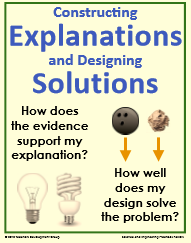 Constructing
Explanations
and Designing
Solutions
How does
the evidence
support my
explanation?
How well
does my
design solve
the problem?